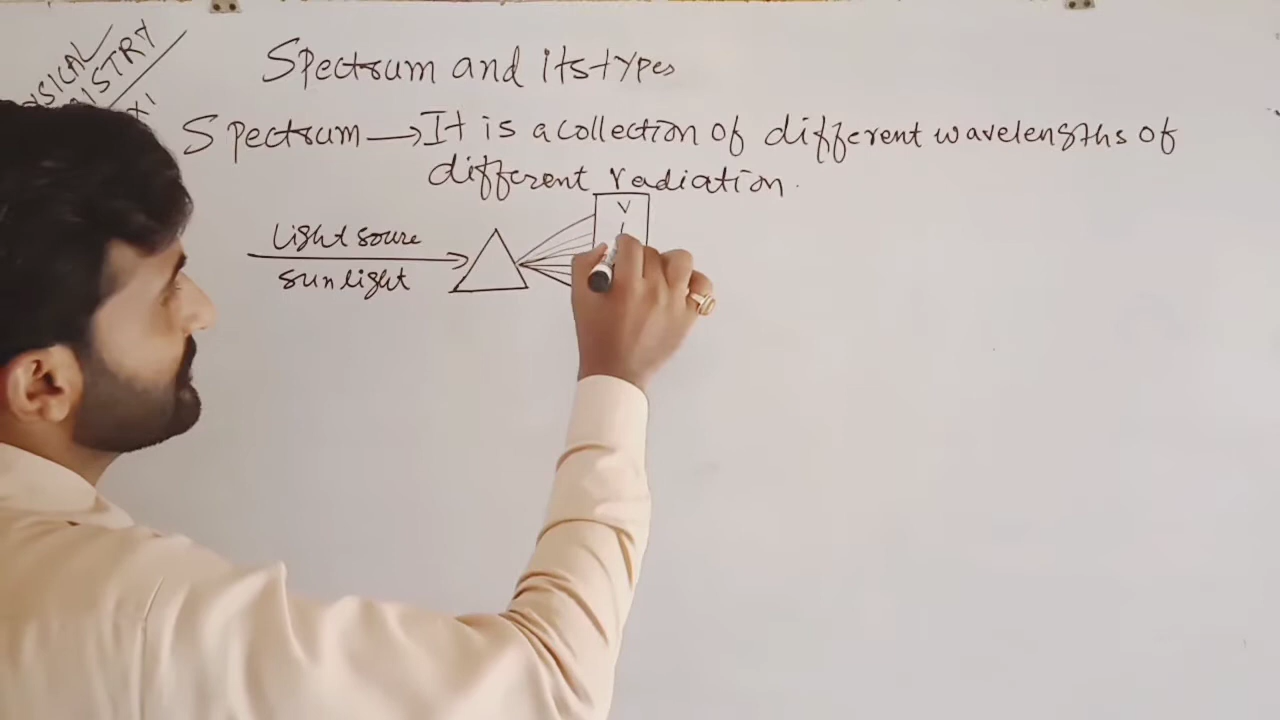 Spectrum and its types
Spectrum → It is a collection of different wavelengths of
different radiation.
Light soure
sunlight
V
I